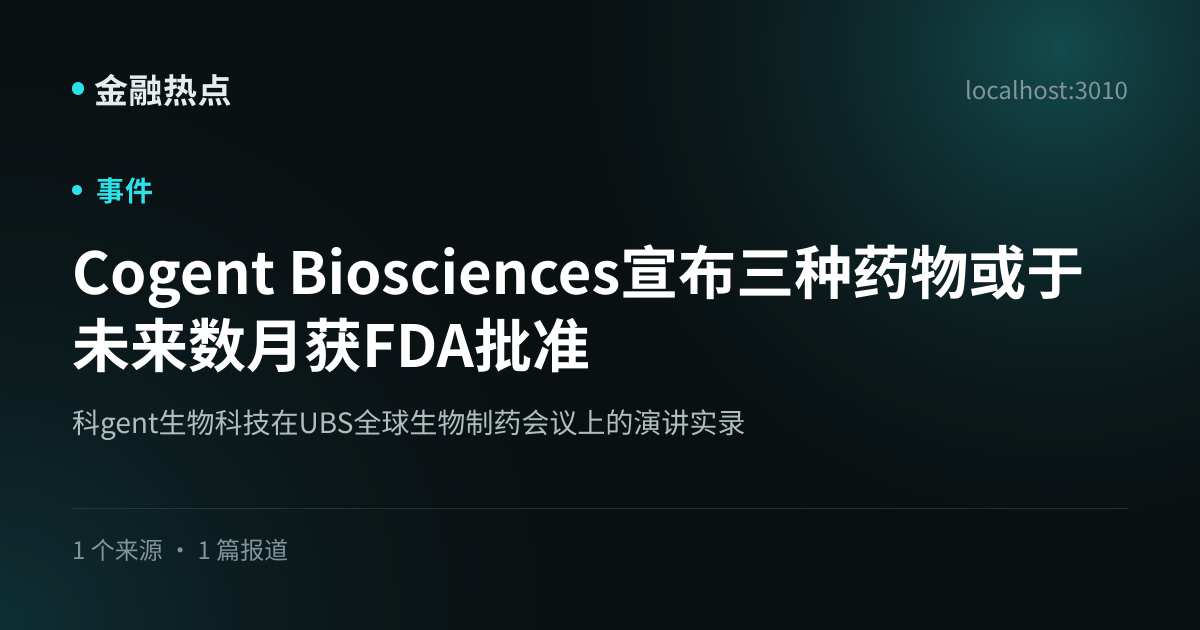 金融热点
localhost:3010
事件
Cogent Biosciences宣布三种药物或于
未来数月获FDA批准
科gent生物科技在UBS全球生物制药会议上的演讲实录
1 个来源 · 1 篇报道